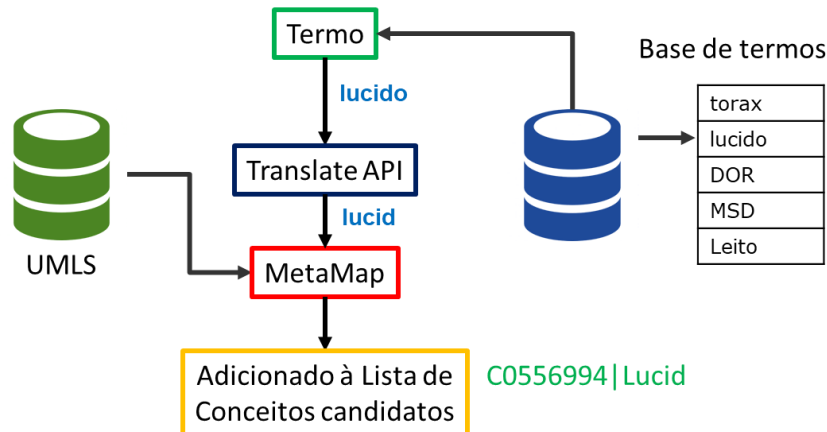 Termo
Base de termos
lucido
torax
lucido
DOR
MSD
Leito
Translate API
lucid
UMLS
MetaMap
Adicionado à Lista de
Conceitos candidatos
C0556994|Lucid